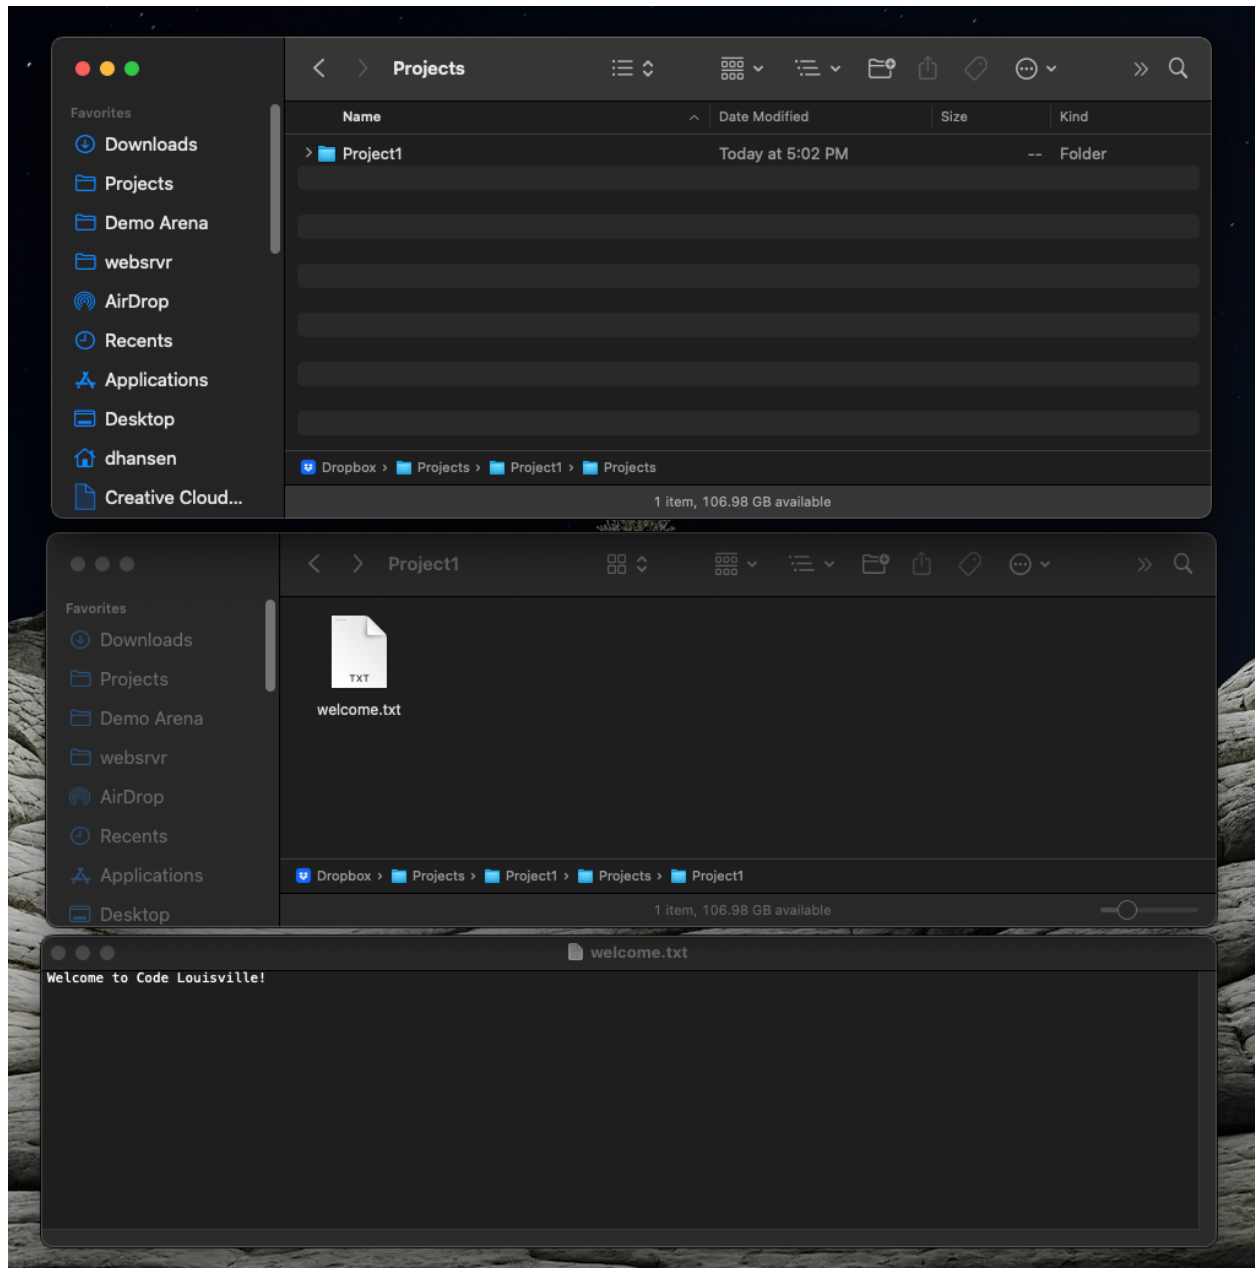 Projects
Favorites
Downloads
Projects
Demo Arena
websrvr
AirDrop
Recents
Applications
Desktop
dhansen
Creative Cloud...
Name Date Modified Size Kind
Project1 Today at 5:02 PM -- Folder
Dropbox › Projects › Project1 › Projects
1 item, 106.98 GB available
Project1
Favorites
Downloads
Projects
Demo Arena
websrvr
AirDrop
Recents
Applications
Desktop
TXT
welcome.txt
Dropbox › Projects › Project1 › Projects › Project1
1 item, 106.98 GB available
welcome.txt
Welcome to Code Louisville!